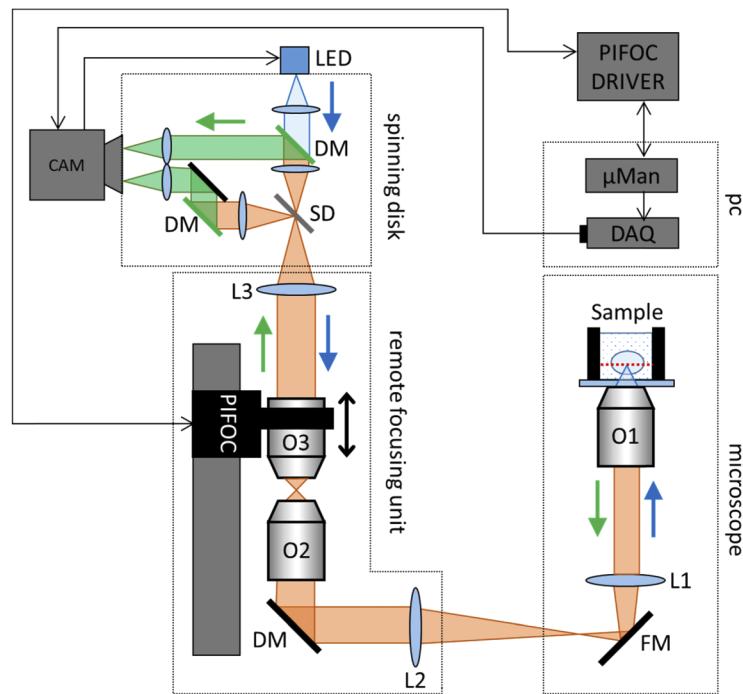 LED
PIFOC
DRIVER
CAM
DM
spinning disk
µMan
pc
DM
SD
DAQ
L3
Sample
remote focusing unit
PIFOC
O3
O1
microscope
O2
L1
DM
L2
FM